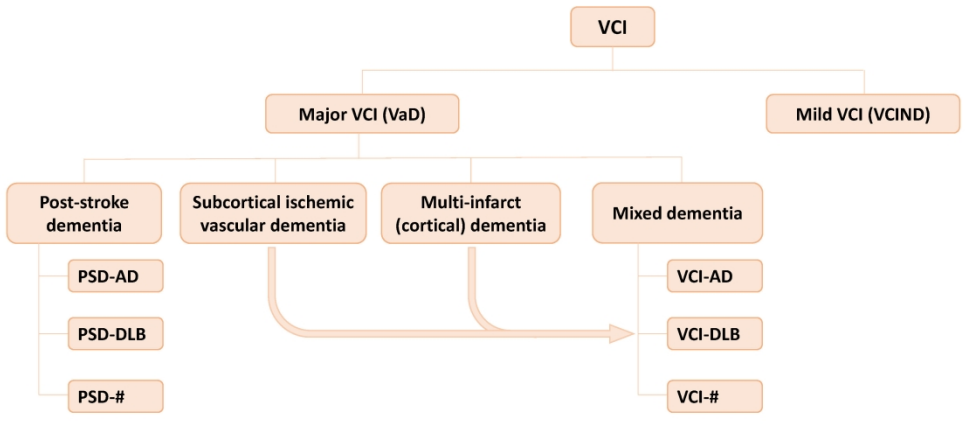 VCI
Major VCI (VaD)
Mild VCI (VCIND)
Post-stroke
dementia
Subcortical ischemic
vascular dementia
Multi-infarct
(cortical) dementia
Mixed dementia
PSD-AD
PSD-DLB
PSD-#
VCI-AD
VCI-DLB
VCI-#